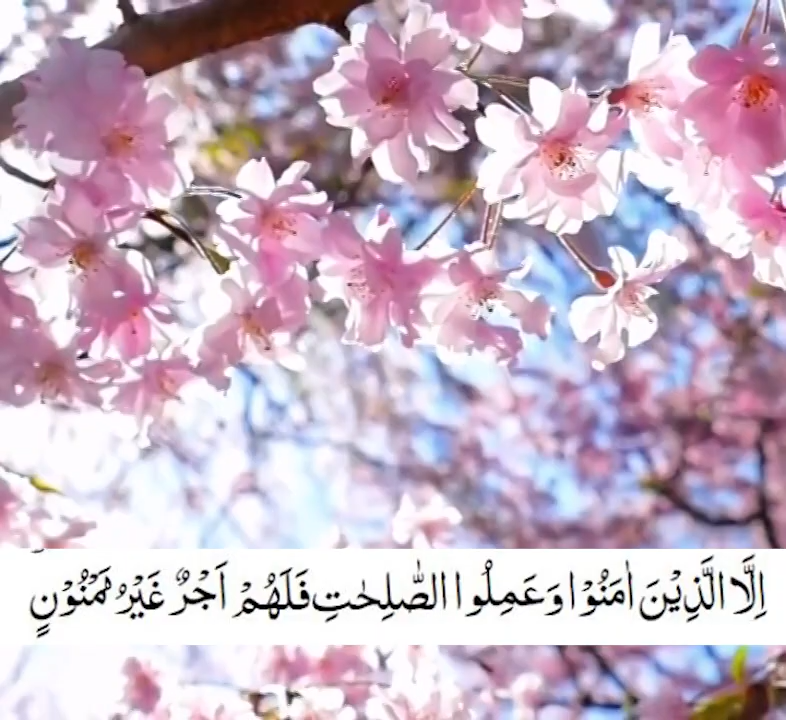 اِلَّا الَّذِيْنَ اٰمَنُوْا وَعَمِلُوا الصّٰلِحٰتِ فَلَهُمْ اَجْرٌ غَيْرُ مَمْنُوْنٍ